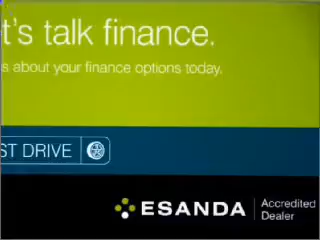 t's talk finance.
s about your finance options today.
ST DRIVE
ESANDA
Accredited
Dealer